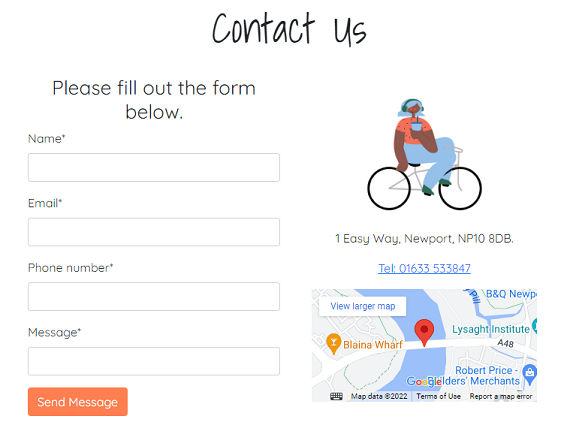 Contact Us
Please fill out the form
below.
Name*
Email*
Phone number*
Message*
Send Message
1 Easy Way, Newport, NP10 8DB.
Tel: 01633 533847
View larger map
B&Q Newpo
Lysaght Institute
Blaina Wharf
A48
Robert Price -
Builders' Merchants
Google
Map data ©2022
Terms of Use
Report a map error